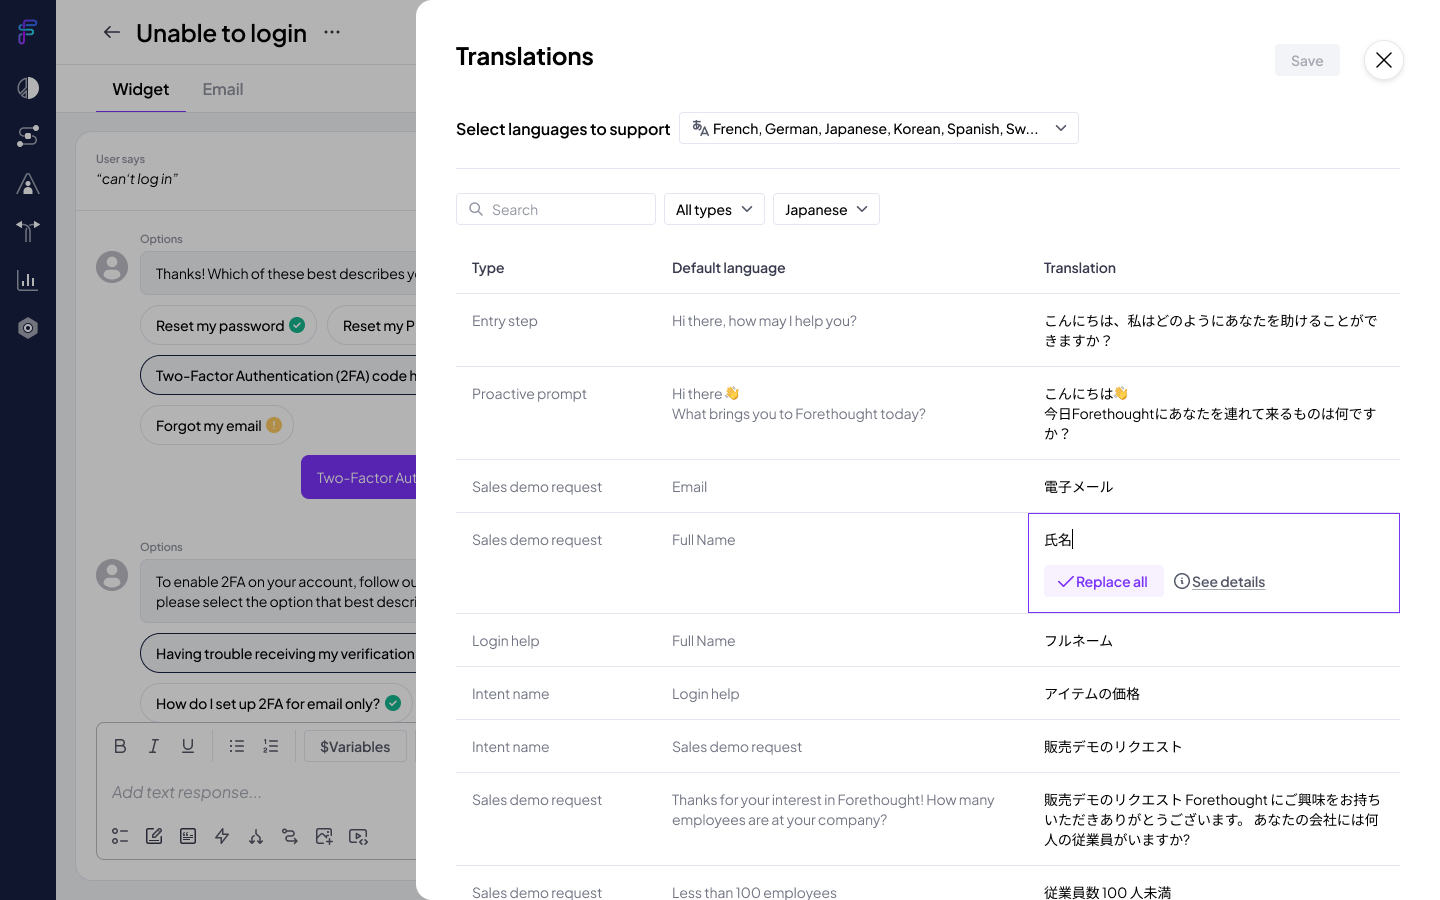 Unable to login
Widget
Email
User says
“can't log in”
Options
Thanks! Which of these best describes
Reset my password
Reset my P
Two-Factor Authentication (2FA) code
Forgot my email
Two-Factor
Options
To enable 2FA on your account, follow
please select the option that best
Having trouble receiving my verification
How do I set up 2FA for email only?
$Variables
Add text response...
Translations
Save
Select languages to support
French, German, Japanese, Korean, Spanish, Sw...
Search
All types
Japanese
Type
Default language
Translation
Entry step
Hi there, how may I help you?
こんにちは、私はどのようにあなたを助けることがで
きますか？
Proactive prompt
Hi there👋
What brings you to Forethought today?
こんにちは👋
今日Forethoughtにあなたを連れて来るものは何です
か？
Sales demo request
Email
電子メール
Sales demo request
Full Name
氏名
Replace all
See details
Login help
Full Name
フルネーム
Intent name
Login help
アイテムの価格
Intent name
Sales demo request
販売デモのリクエスト
Sales demo request
Thanks for your interest in Forethought! How many
employees are at your company?
販売デモのリクエスト Forethought にご興味をお持ち
いただきありがとうございます。 あなたの会社には何
人の従業員がいますか?
Sales demo request
Less than 100 employees
従業員数 100 人未満